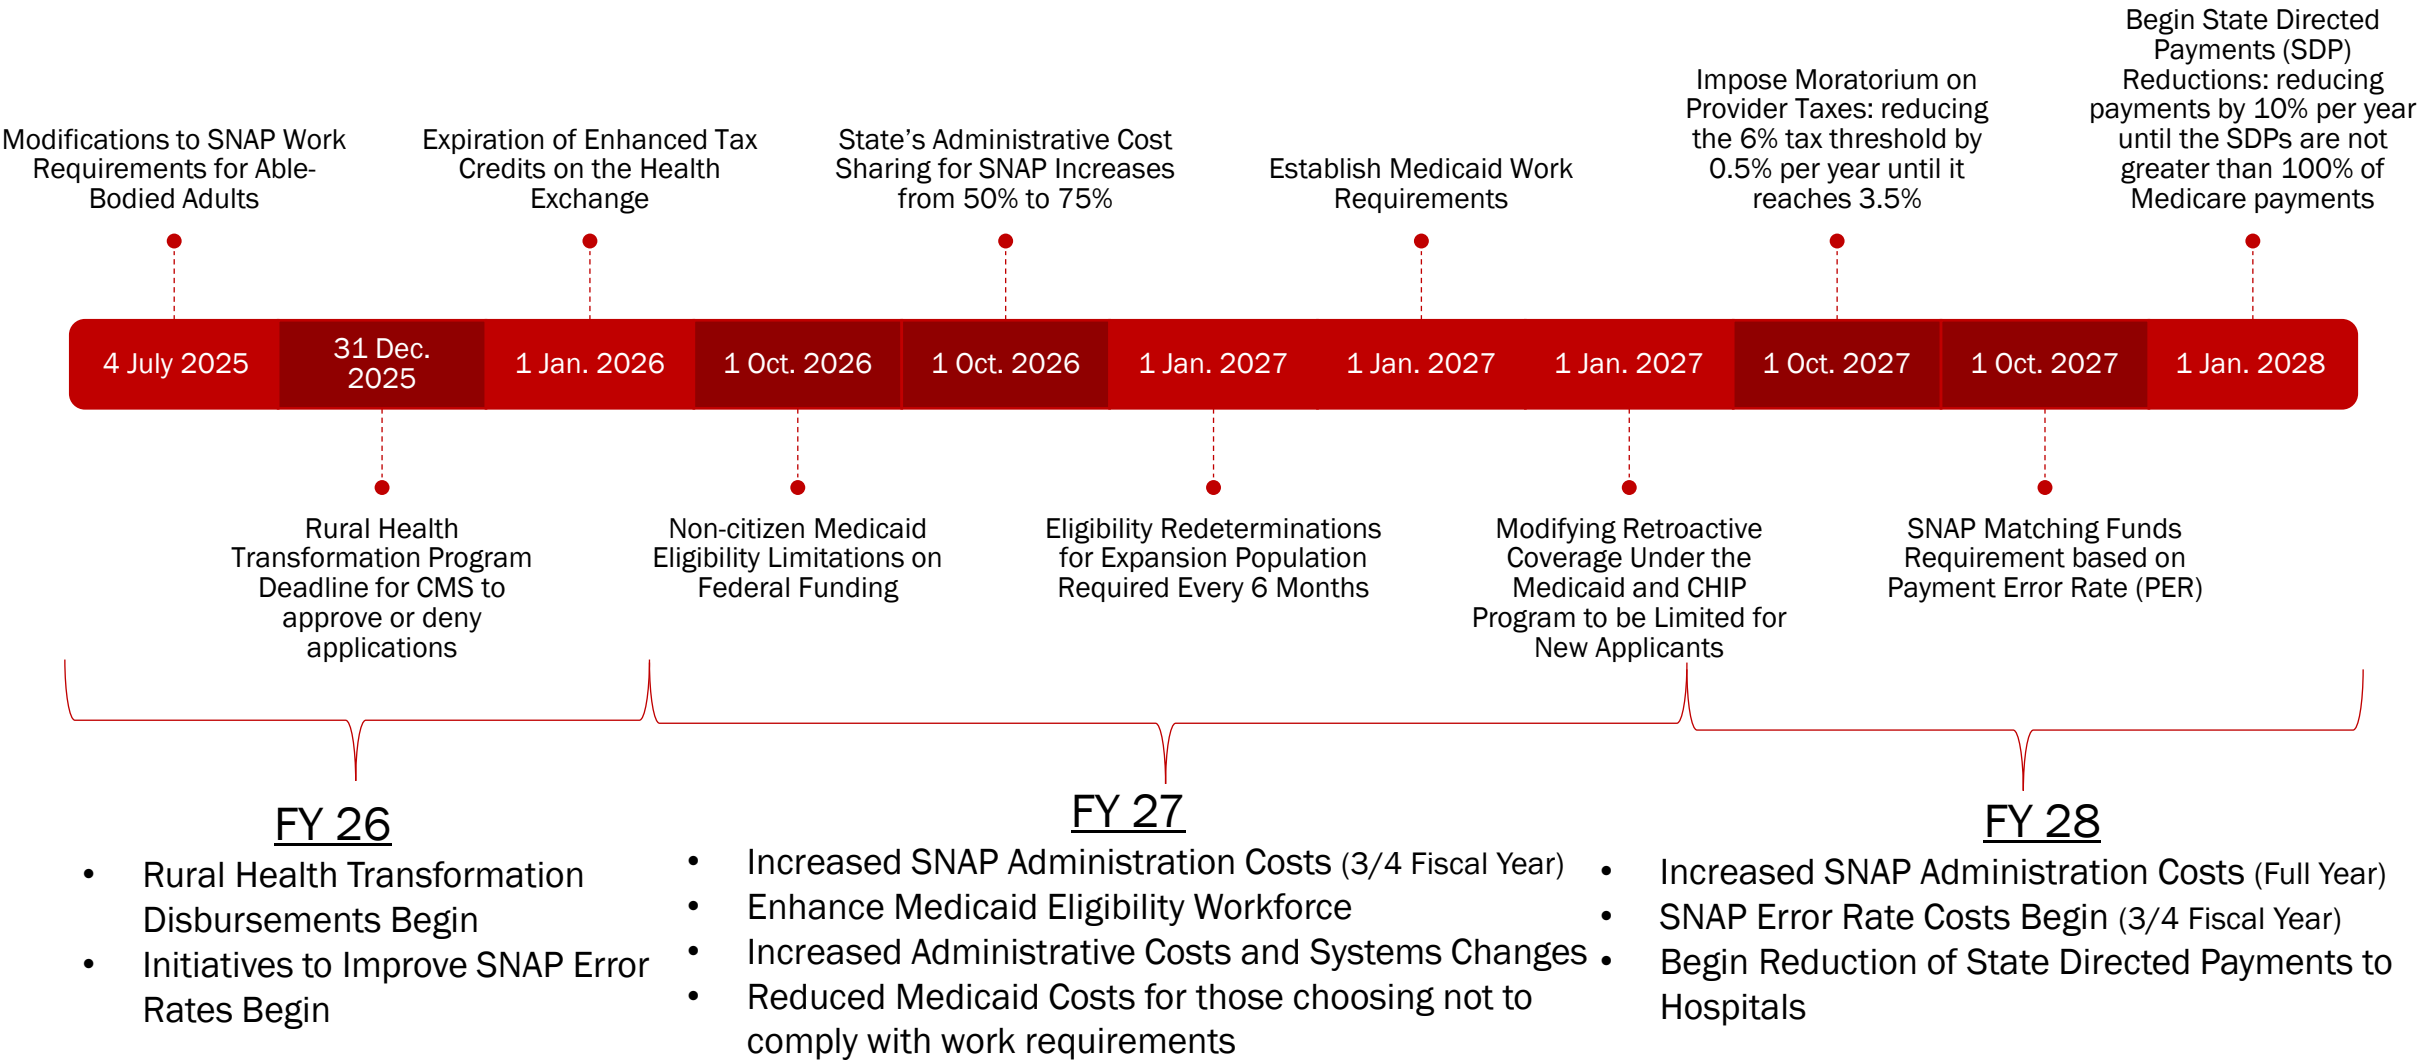 Modifications to SNAP Work
Requirements for Able-
Bodied Adults
Expiration of Enhanced Tax
Credits on the Health
Exchange
State’s Administrative Cost
Sharing for SNAP Increases
from 50% to 75%
Establish Medicaid Work
Requirements
Impose Moratorium on
Provider Taxes: reducing
the 6% tax threshold by
0.5% per year until it
reaches 3.5%
Begin State Directed
Payments (SDP)
Reductions: reducing
payments by 10% per year
until the SDPs are not
greater than 100% of
Medicare payments
4 July 2025
31 Dec.
2025
1 Jan. 2026
1 Oct. 2026
1 Oct. 2026
1 Jan. 2027
1 Jan. 2027
1 Jan. 2027
1 Oct. 2027
1 Oct. 2027
1 Jan. 2028
Rural Health
Transformation Program
Deadline for CMS to
approve or deny
applications
Non-citizen Medicaid
Eligibility Limitations on
Federal Funding
Eligibility Redeterminations
for Expansion Population
Required Every 6 Months
Modifying Retroactive
Coverage Under the
Medicaid and CHIP
Program to be Limited for
New Applicants
SNAP Matching Funds
Requirement based on
Payment Error Rate (PER)
FY 26
• Rural Health Transformation
Disbursements Begin
• Initiatives to Improve SNAP Error
Rates Begin
FY 27
• Increased SNAP Administration Costs (3/4 Fiscal Year)
• Enhance Medicaid Eligibility Workforce
• Increased Administrative Costs and Systems Changes
• Reduced Medicaid Costs for those choosing not to
comply with work requirements
FY 28
• Increased SNAP Administration Costs (Full Year)
• SNAP Error Rate Costs Begin (3/4 Fiscal Year)
• Begin Reduction of State Directed Payments to
Hospitals